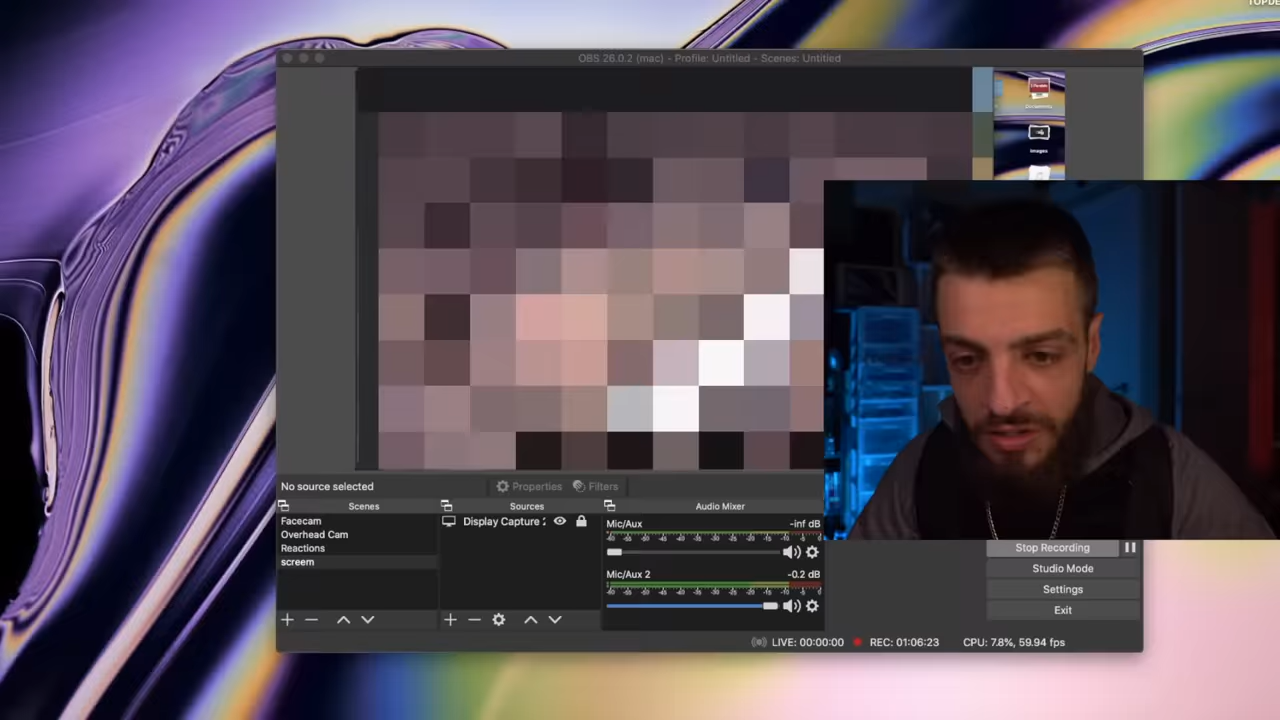 TOPDE
OBS 26.0.2 (mac) - Profile: Untitled - Scenes: Untitled
Images
No source selected
Properties
Filters
Scenes
Sources
Audio Mixer
Facecam
Overhead Cam
Reactions
screem
Display Capture 2
Mic/Aux
-inf dB
Mic/Aux 2
-0.2 dB
Stop Recording
Studio Mode
Settings
Exit
LIVE: 00:00:00
REC: 01:06:23
CPU: 7.8%, 59.94 fps